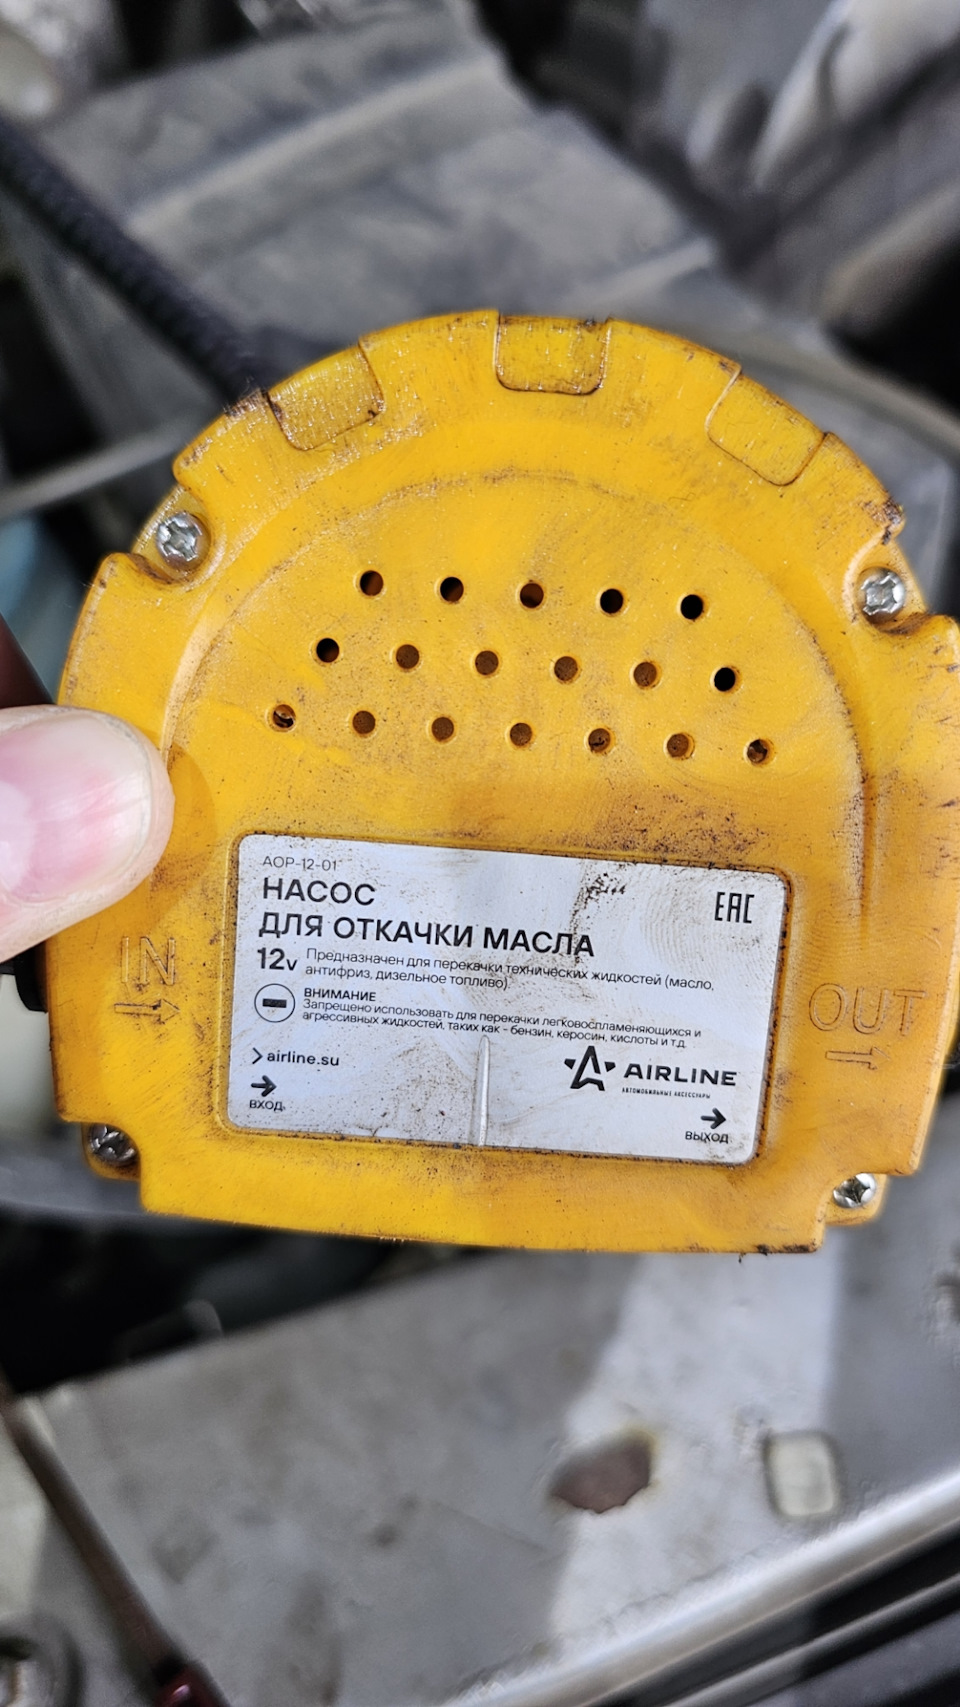 AOP-12-01
НАСОС
ДЛЯ ОТКАЧКИ МАСЛА
EAC
12v
Предназначен для перекачки технических жидкостей (масло,
антифриз, дизельное топливо).
ВНИМАНИЕ
Запрещено использовать для перекачки легковоспламеняющихся и
агрессивных жидкостей, таких как - бензин, керосин, кислоты и т.д.
airline.su
AIRLINE
АВТОМОБИЛЬНЫЕ АКСЕССУАРЫ
ВХОД
ВЫХОД
IN
OUT